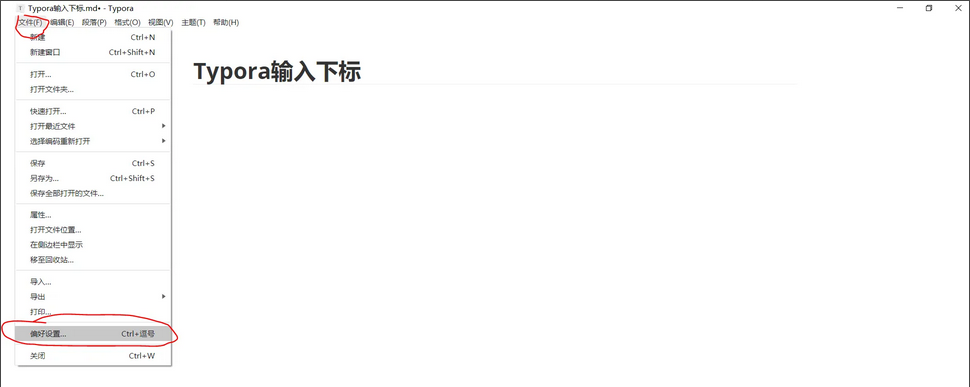 Typora输入下标.md• - Typora
文件(F) 编辑(E) 段落(P) 格式(O) 视图(V) 主题(T) 帮助(H)
新建 Ctrl+N
新建窗口 Ctrl+Shift+N
打开... Ctrl+O
打开文件夹...
快速打开... Ctrl+P
打开最近文件
选择编码重新打开
保存 Ctrl+S
另存为... Ctrl+Shift+S
保存全部打开的文件...
属性...
打开文件位置...
在侧边栏中显示
移至回收站...
导入...
导出
打印...
偏好设置... Ctrl+逗号
关闭 Ctrl+W
Typora输入下标